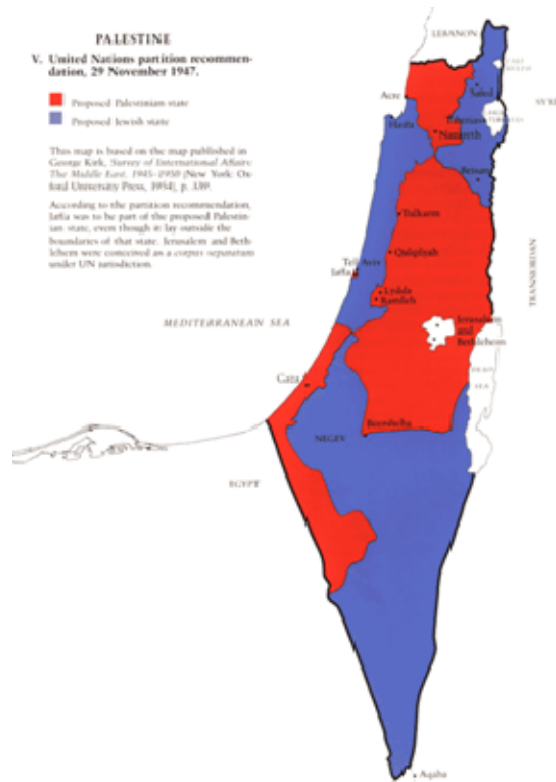 PALESTINE
V. United Nations partition recommen-
dation, 29 November 1947.
Proposed Palestinian state
Proposed Jewish state
This map is based on the map published in
George Kirk, Survey of International Affairs:
The Middle East, 1945-1950 (New York: Ox-
ford University Press, 1954), p. 339.
According to the partition recommendation,
Jaffa was to be part of the proposed Palestin-
ian state, even though it lay outside the
boundaries of that state. Jerusalem and Beth-
lehem were conceived as a corpus separatum
under UN jurisdiction.
LEBANON
SYRIA
Acre
Safed
Haifa
Tiberias
Nazareth
Beisan
Tulkarm
Qalqilyah
Tel Aviv
Jaffa
Lydda
Ramleh
TRANSJORDAN
Jerusalem
and
Bethlehem
MEDITERRANEAN SEA
DEAD
SEA
Gaza
Beersheba
NEGEV
EGYPT
Aqaba